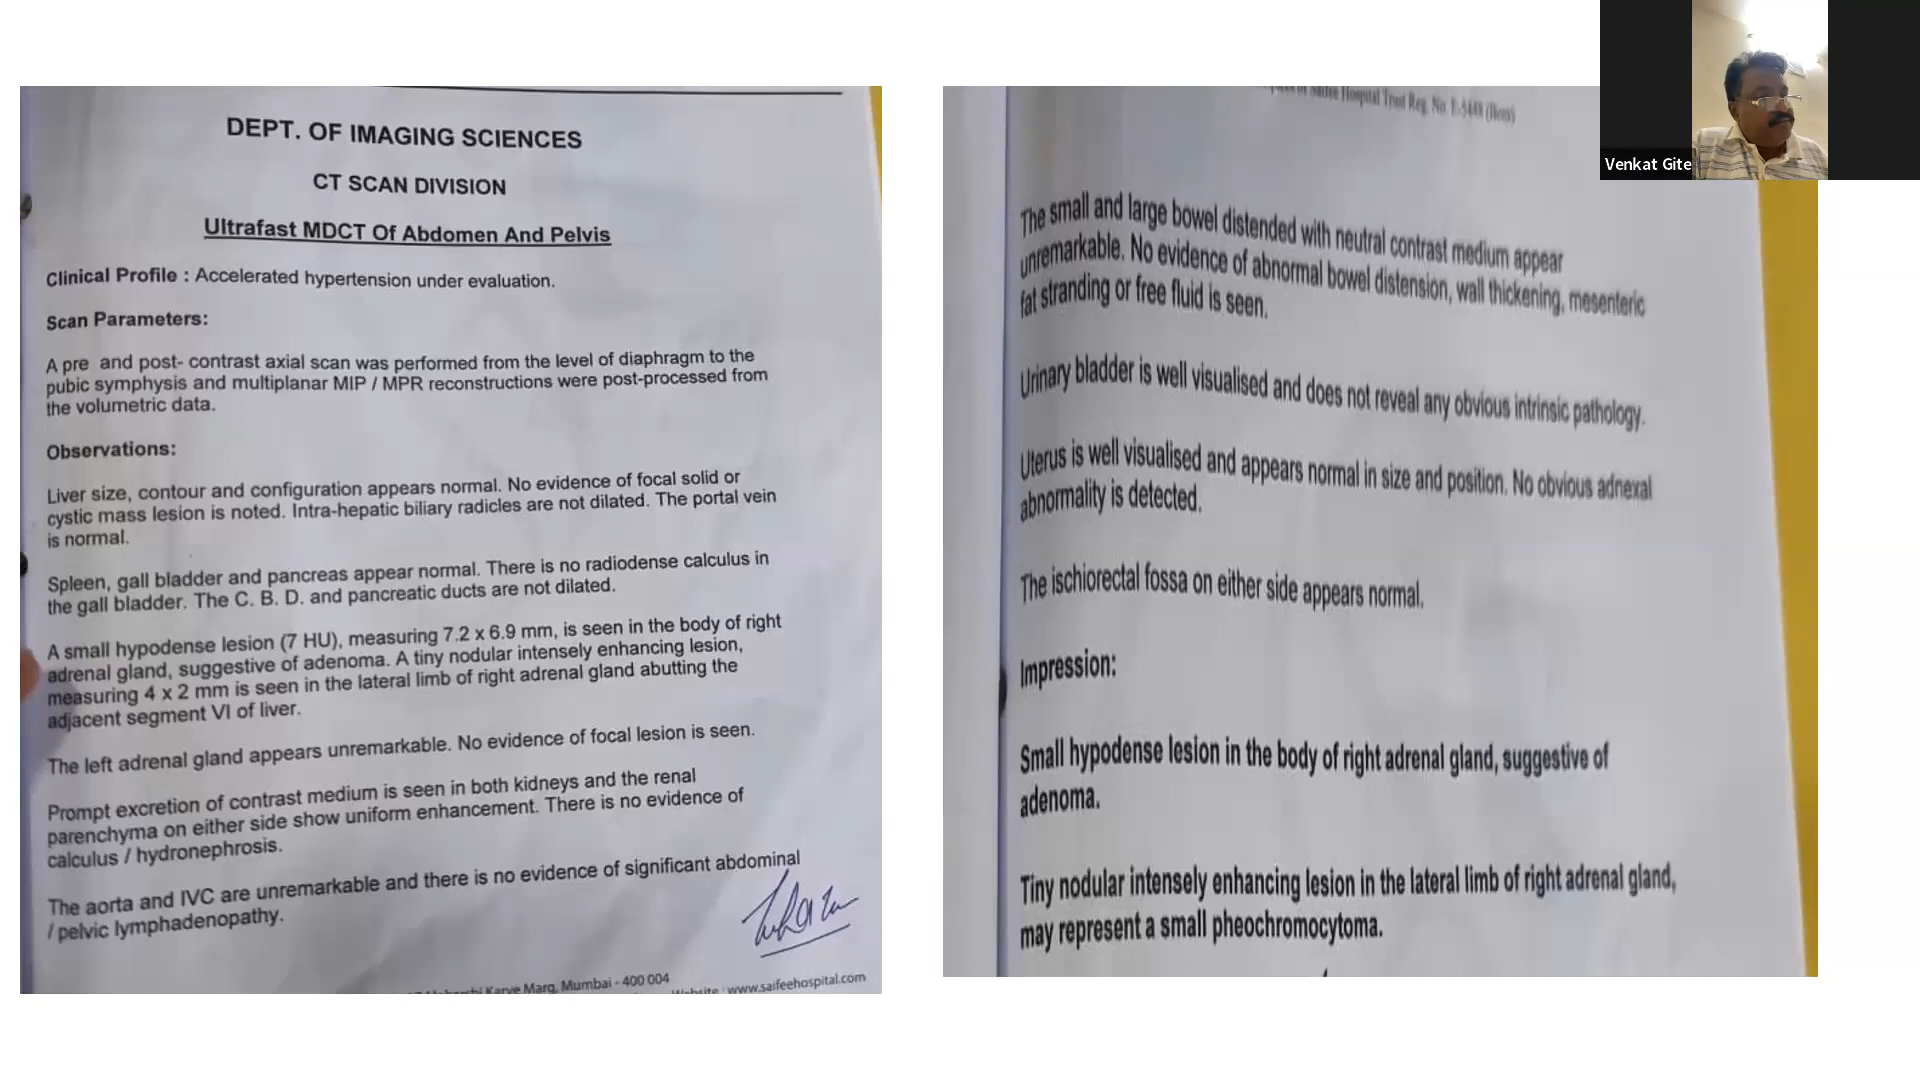 DEPT. OF IMAGING SCIENCES
CT SCAN DIVISION
Ultrafast MDCT Of Abdomen And Pelvis
Clinical Profile : Accelerated hypertension under evaluation.
Scan Parameters:
A pre and post- contrast axial scan was performed from the level of diaphragm to the
pubic symphysis and multiplanar MIP / MPR reconstructions were post-processed from
the volumetric data.
Observations:
Liver size, contour and configuration appears normal. No evidence of focal solid or
cystic mass lesion is noted. Intra-hepatic biliary radicles are not dilated. The portal vein
is normal.
Spleen, gall bladder and pancreas appear normal. There is no radiodense calculus in
the gall bladder. The C. B. D. and pancreatic ducts are not dilated.
A small hypodense lesion (7 HU), measuring 7.2 x 6.9 mm, is seen in the body of right
adrenal gland, suggestive of adenoma. A tiny nodular intensely enhancing lesion,
measuring 4 x 2 mm is seen in the lateral limb of right adrenal gland abutting the
adjacent segment VI of liver.
The left adrenal gland appears unremarkable. No evidence of focal lesion is seen.
Prompt excretion of contrast medium is seen in both kidneys and the renal
parenchyma on either side show uniform enhancement. There is no evidence of
calculus / hydronephrosis.
The aorta and IVC are unremarkable and there is no evidence of significant abdominal
/ pelvic lymphadenopathy.
Karve Marg, Mumbai - 400 004
Website : www.saifeehospital.com
Saifee Hospital Trust Reg. No.
The small and large bowel distended with neutral contrast medium appear
unremarkable. No evidence of abnormal bowel distension, wall thickening, mesenteric
fat stranding or free fluid is seen.
Urinary bladder is well visualised and does not reveal any obvious intrinsic pathology.
Uterus is well visualised and appears normal in size and position. No obvious adnexal
abnormality is detected.
The ischiorectal fossa on either side appears normal.
Impression:
Small hypodense lesion in the body of right adrenal gland, suggestive of
adenoma.
Tiny nodular intensely enhancing lesion in the lateral limb of right adrenal gland,
may represent a small pheochromocytoma.
Venkat Gite